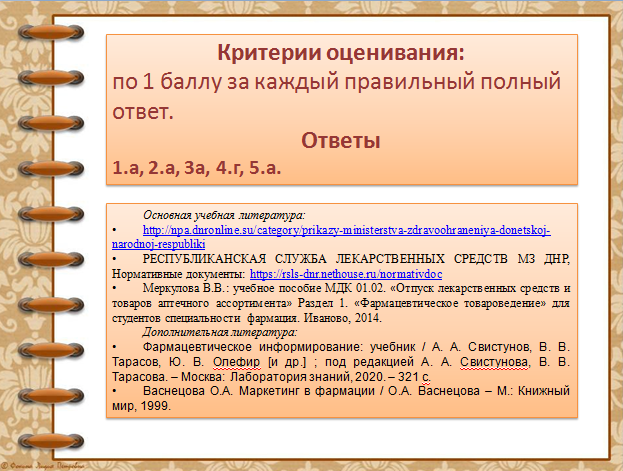 Критерии оценивания:
по 1 баллу за каждый правильный полный
ответ.
Ответы
1.а, 2.а, 3а, 4.г, 5.а.
Основная учебная литература:
• http://npa.dnronline.su/category/prikazy-ministerstva-zdravoohraneniya-donetskoj-
narodnoj-respubliki
• РЕСПУБЛИКАНСКАЯ СЛУЖБА ЛЕКАРСТВЕННЫХ СРЕДСТВ МЗ ДНР,
Нормативные документы: https://rsls-dnr.nethouse.ru/normativdoc
• Меркулова В.В.: учебное пособие МДК 01.02. «Отпуск лекарственных средств и
товаров аптечного ассортимента» Раздел 1. «Фармацевтическое товароведение» для
студентов специальности фармация. Иваново, 2014.
Дополнительная литература:
• Фармацевтическое информирование: учебник / А. А. Свистунов, В. В.
Тарасов, Ю. В. Олефир [и др.] ; под редакцией А. А. Свистунова, В. В.
Тарасова. – Москва: Лаборатория знаний, 2020. – 321 с.
• Васнецова О.А. Маркетинг в фармации / О.А. Васнецова – М.: Книжный
мир, 1999.
© Фокина Лидия Петровна